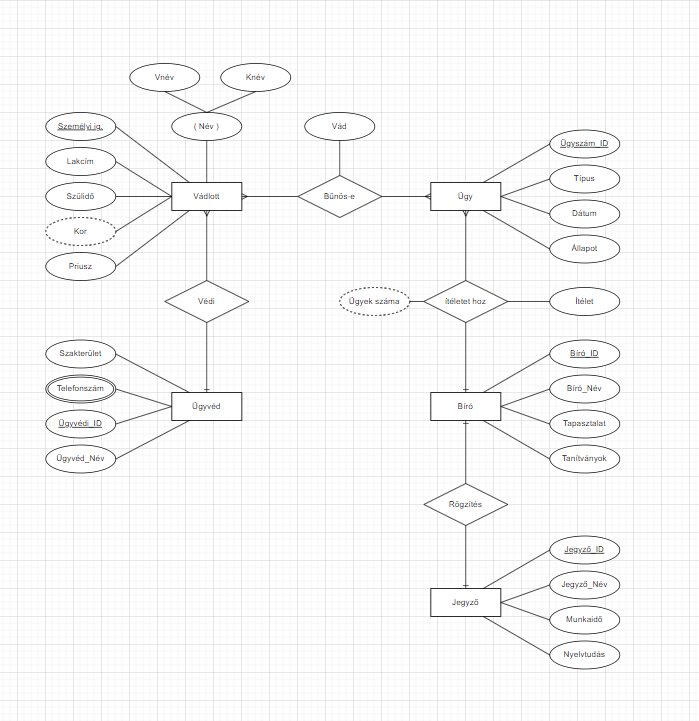 Vnév
Knév
Személyi ig.
( Név )
Vád
Ügyszám_ID
Lakcím
Típus
Szülidő
Vádlott
Bűnös-e
Ügy
Dátum
Kor
Állapot
Priusz
Védi
Ügyek száma
ítéletet hoz
Ítélet
Szakterület
Bíró_ID
Telefonszám
Bíró_Név
Ügyvéd
Bíró
Ügyvédi_ID
Tapasztalat
Ügyvéd_Név
Tanítványok
Rögzítés
Jegyző_ID
Jegyző_Név
Jegyző
Munkaidő
Nyelvtudás